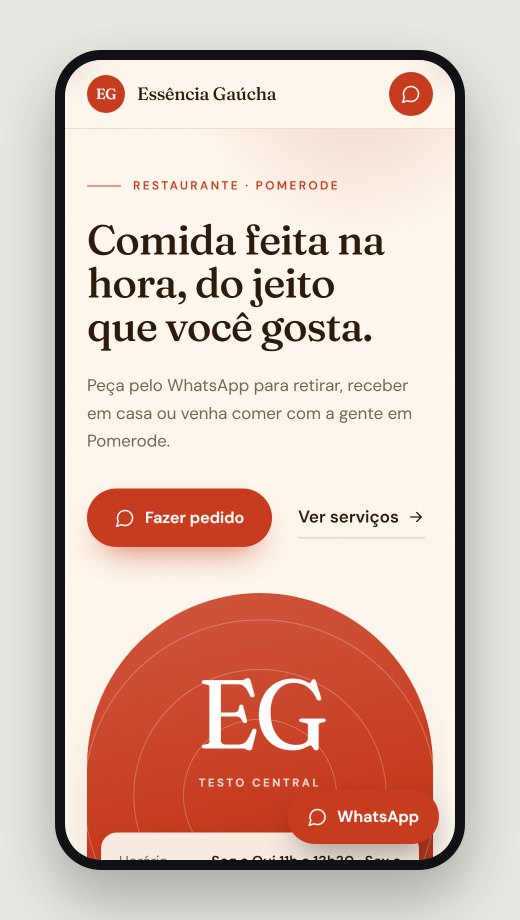 EG Essência Gaúcha
RESTAURANTE · POMERODE
Comida feita na
hora, do jeito
que você gosta.
Peça pelo WhatsApp para retirar, receber
em casa ou venha comer com a gente em
Pomerode.
Fazer pedido
Ver serviços →
EG
TESTO CENTRAL
WhatsApp
Horário